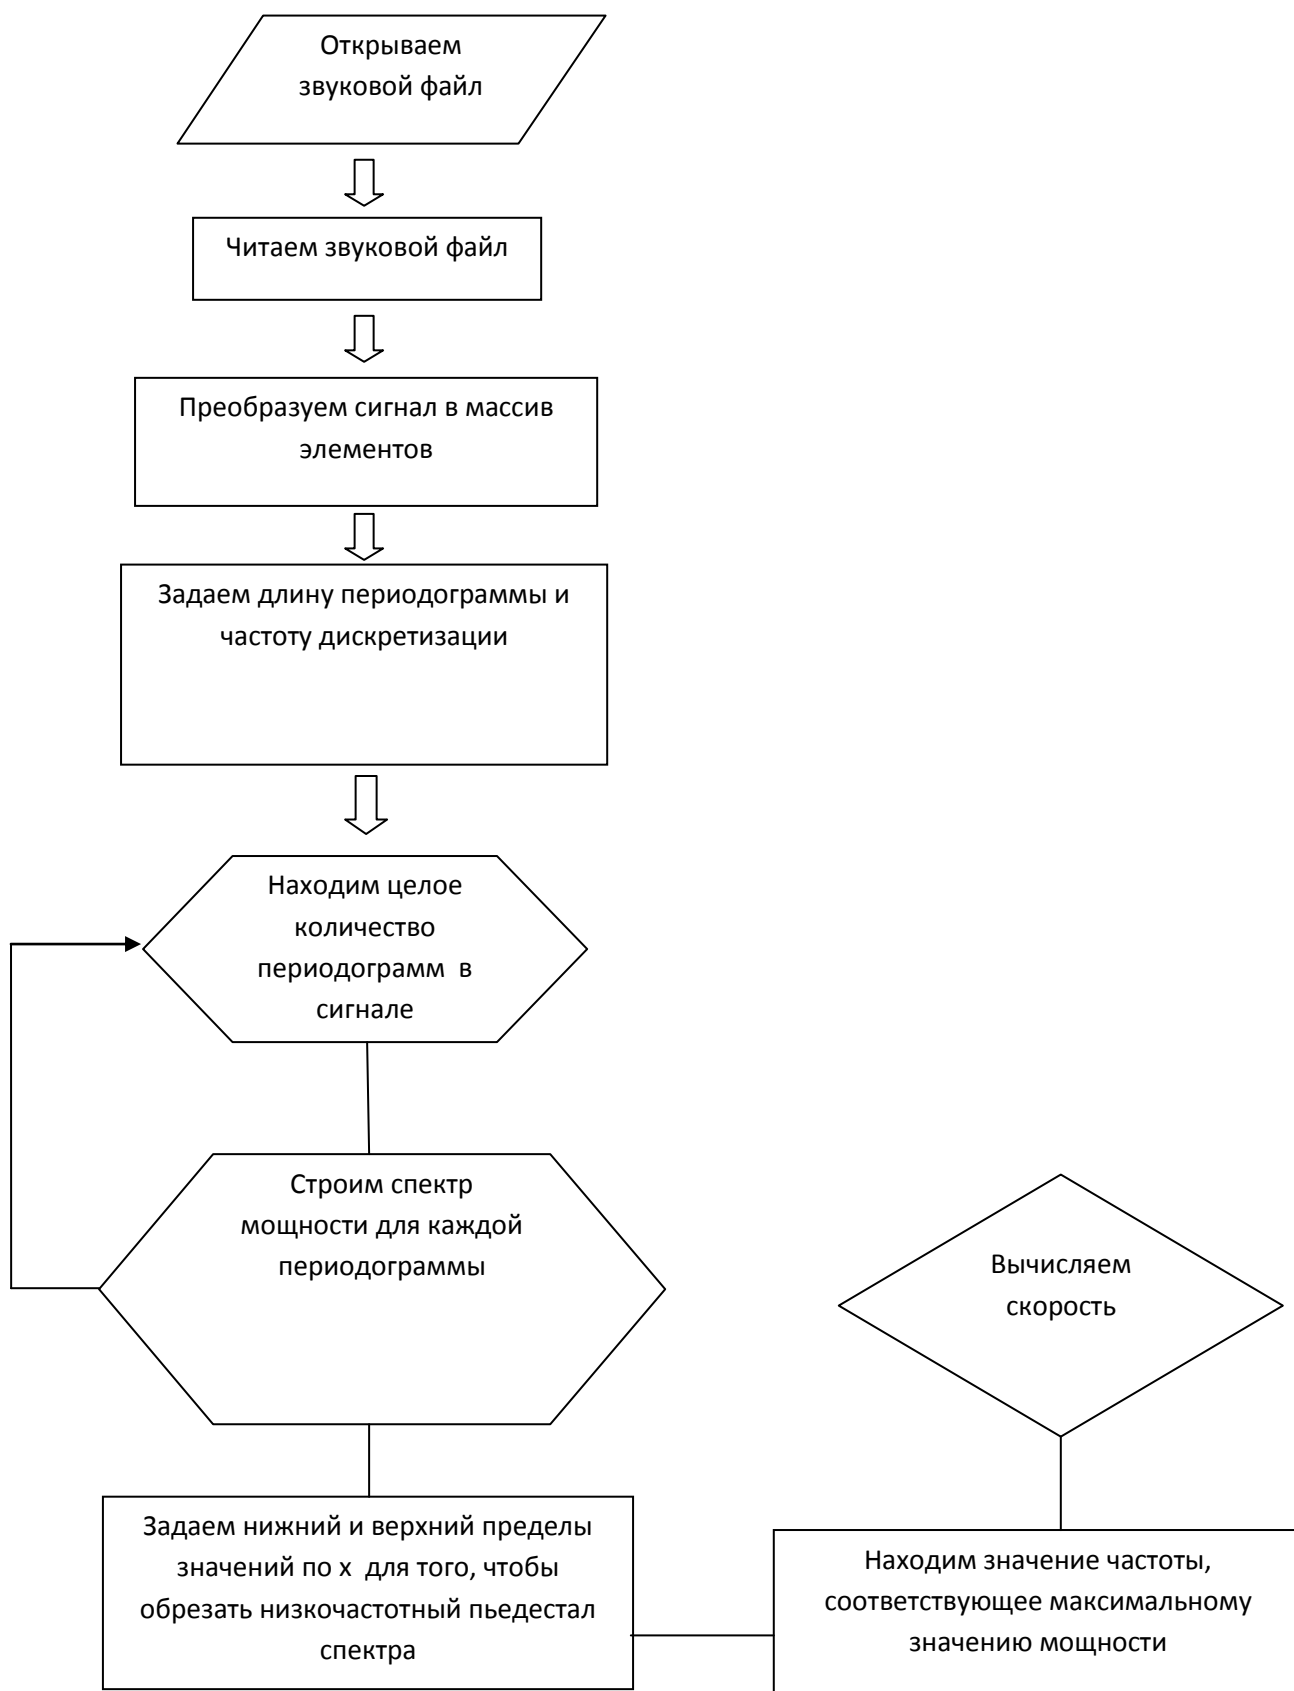 Открываем
звуковой файл
Читаем звуковой файл
Преобразуем сигнал в массив
элементов
Задаем длину периодограммы и
частоту дискретизации
Находим целое
количество
периодограмм в
сигнале
Строим спектр
мощности для каждой
периодограммы
Задаем нижний и верхний пределы
значений по х для того, чтобы
обрезать низкочастотный пьедестал
спектра
Находим значение частоты,
соответствующее максимальному
значению мощности
Вычисляем
скорость